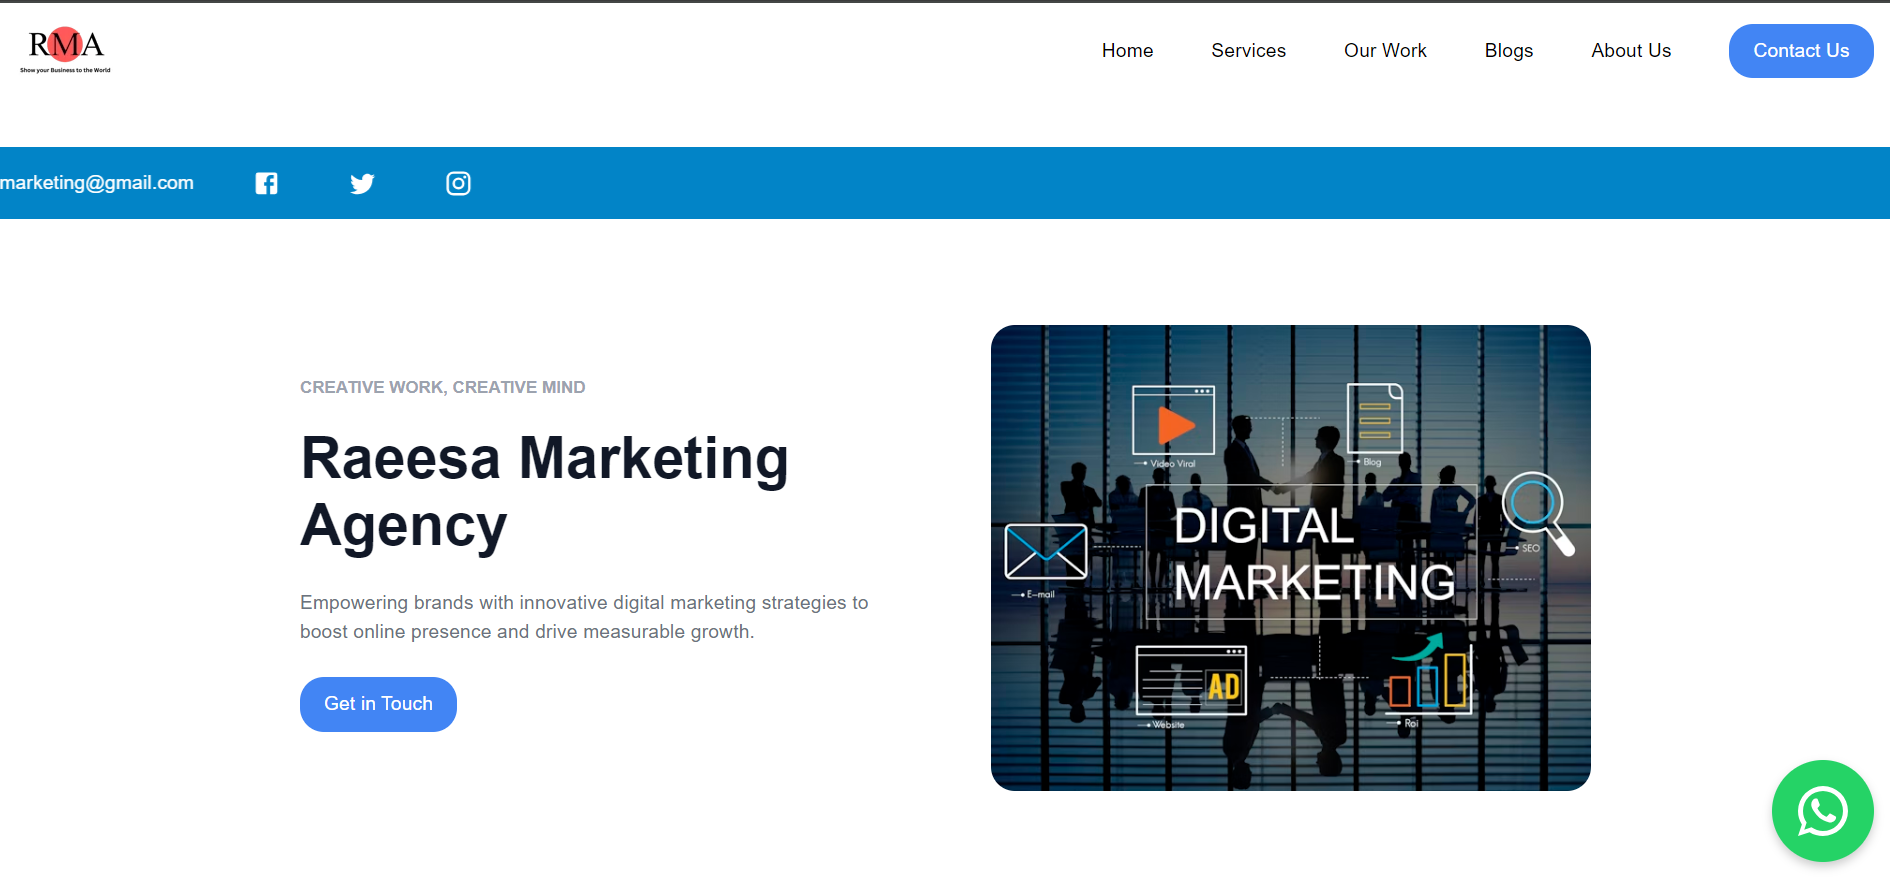 RMA
Show your Business to the World
Home
Services
Our Work
Blogs
About Us
Contact Us
marketing@gmail.com
CREATIVE WORK, CREATIVE MIND
Raeesa Marketing
Agency
Empowering brands with innovative digital marketing strategies to
boost online presence and drive measurable growth.
Get in Touch
Video Viral
Blog
DIGITAL
MARKETING
SEO
E-mail
AD
Website
Roi